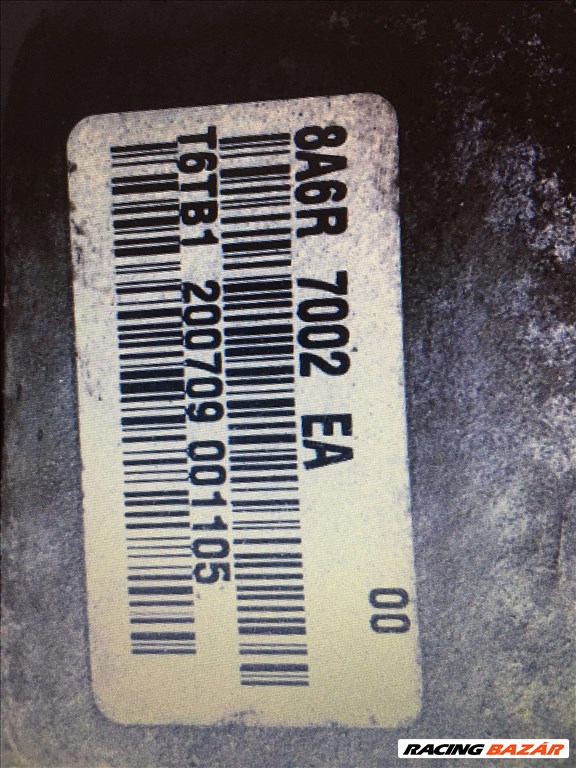 00
8A6R 7002 EA
T6TB1 200709 001105
RACING BAZÁR